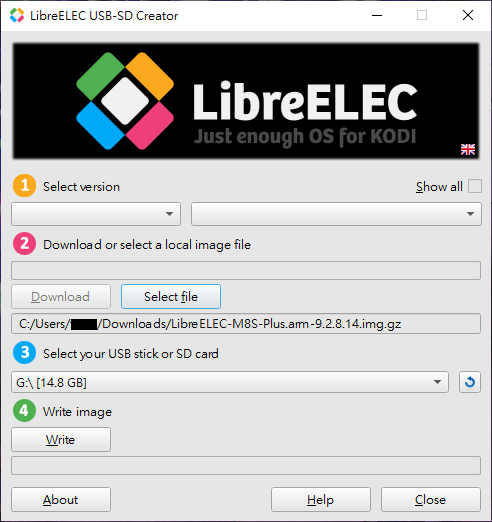 LibreELEC USB-SD Creator
LibreELEC
Just enough OS for KODI
1 Select version Show all
2 Download or select a local image file
Download Select file
C:/Users/ /Downloads/LibreELEC-M8S-Plus.arm-9.2.8.14.img.gz
3 Select your USB stick or SD card
G:\ [14.8 GB]
4 Write image
Write
About Help Close